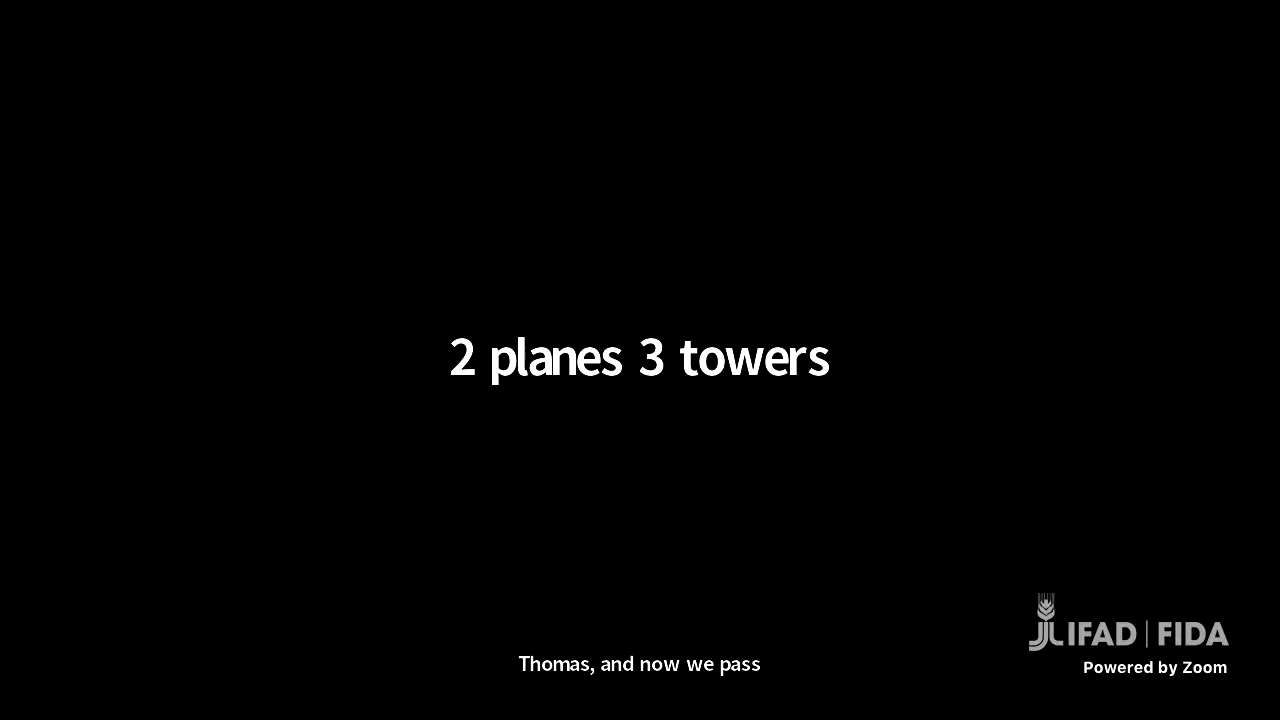 2 planes 3 towers
IFAD | FIDA
Thomas, and now we pass
Powered by Zoom